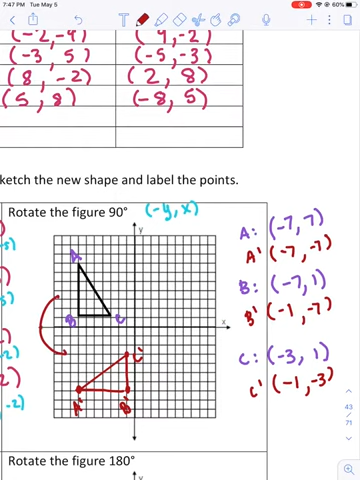 7:47 PM Tue May 5
60%
(-2,-9) (9,-2)
(-3, 5) (-5,-3)
(8, -2) (2, 8)
(5, 8) (-8, 5)
ketch the new shape and label the points.
Rotate the figure 90° (-y, x)
y
x
A
B
C
A'
B'
C'
A: (-7, 7)
A' (-7, -7)
B: (-7, 1)
B' (-1, -7)
C: (-3, 1)
C' (-1, -3)
43
/
71
Rotate the figure 180°
y